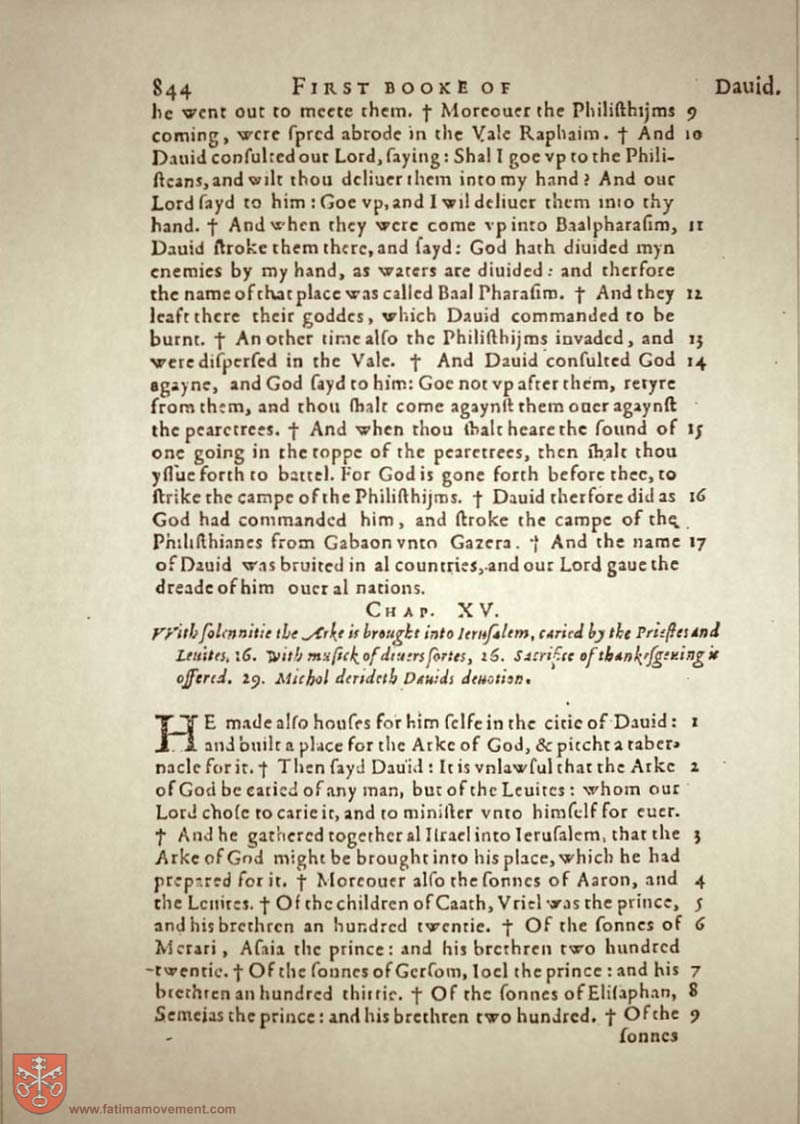 844 FIRST BOOKE OF Dauid.
he went out to meete them. † Moreouer the Philiſthijms 9
coming, were ſpred abrode in the Vale Raphaim. † And 10
Dauid conſulted our Lord, ſaying: Shal I goe vp to the Phili-
ſteans, and wilt thou deliuer them into my hand? And our
Lord ſayd to him: Goe vp, and I wil deliuer them into thy
hand. † And when they were come vp into Baalpharaſim, 11
Dauid ſtroke them there, and ſayd: God hath diuided myn
enemies by my hand, as waters are diuided: and therfore
the name of that place was called Baal Pharaſim. † And they 12
leaft there their goddes, which Dauid commanded to be
burnt. † An other time alſo the Philiſthijms invaded, and 13
were diſperſed in the Vale. † And Dauid conſulted God 14
agayne, and God ſayd to him: Goe not vp after them, retyre
from them, and thou ſhalt come agaynſt them ouer agaynſt
the pearetrees. † And when thou ſhalt heare the ſound of 15
one going in the toppe of the pearetrees, then ſhalt thou
yſſue forth to battel. For God is gone forth before thee, to
ſtrike the campe of the Philiſthijms. † Dauid therfore did as 16
God had commanded him, and ſtroke the campe of the
Philiſthianes from Gabaon vnto Gazera. † And the name 17
of Dauid was bruited in al countries, and our Lord gaue the
dreade of him ouer al nations.
CHAP. XV.
VVith ſolennitie the Arke is brought into Ieruſalem, caried by the Prieſtes and
Leuites, 16. With muſick of diuers ſortes, 26. Sacrifice of thankeſgeuing is
offered. 29. Michol derideth Dauids deuotion.
HE made alſo houſes for him ſelfe in the citie of Dauid: 1
and built a place for the Arke of God, & pitcht a taber-
nacle for it. † Then ſayd Dauid: It is vnlawful that the Arke 2
of God be caried of any man, but of the Leuites: whom our
Lord choſe to carie it, and to miniſter vnto himſelf for euer.
† And he gathered together al Iſrael into Ieruſalem, that the 3
Arke of God might be brought into his place, which he had
prepared for it. † Moreouer alſo the ſonnes of Aaron, and 4
the Leuites. † Of the children of Caath, Vriel was the prince, 5
and his brethren an hundred twentie. † Of the ſonnes of 6
Merari, Aſaia the prince: and his brethren two hundred
twentie. † Of the ſonnes of Gerſom, Ioel the prince: and his 7
brethren an hundred thirtie. † Of the ſonnes of Eliſaphan, 8
Semeias the prince: and his brethren two hundred. † Of the 9
ſonnes
www.fatimamovement.com